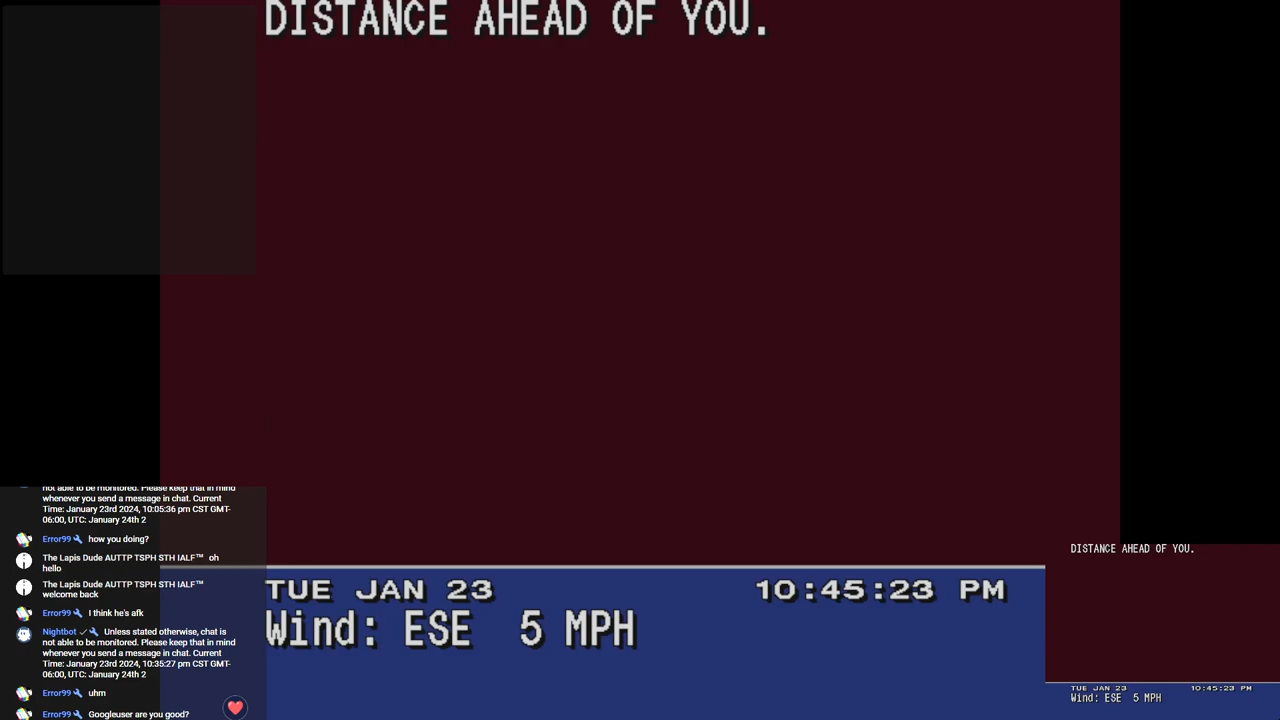 DISTANCE AHEAD OF YOU.
not able to be monitored. Please keep that in mind
whenever you send a message in chat. Current
Time: January 23rd 2024, 10:05:36 pm CST GMT-
06:00, UTC: January 24th 2
Error99 how you doing?
The Lapis Dude AUTTP TSPH STH IALF™ oh
hello
The Lapis Dude AUTTP TSPH STH IALF™
welcome back
Error99 I think he's afk
Nightbot Unless stated otherwise, chat is
not able to be monitored. Please keep that in mind
whenever you send a message in chat. Current
Time: January 23rd 2024, 10:35:27 pm CST GMT-
06:00, UTC: January 24th 2
Error99 uhm
Error99 Googleuser are you good?
TUE JAN 23 10:45:23 PM
Wind: ESE 5 MPH
DISTANCE AHEAD OF YOU.
TUE JAN 23 10:45:23 PM
Wind: ESE 5 MPH